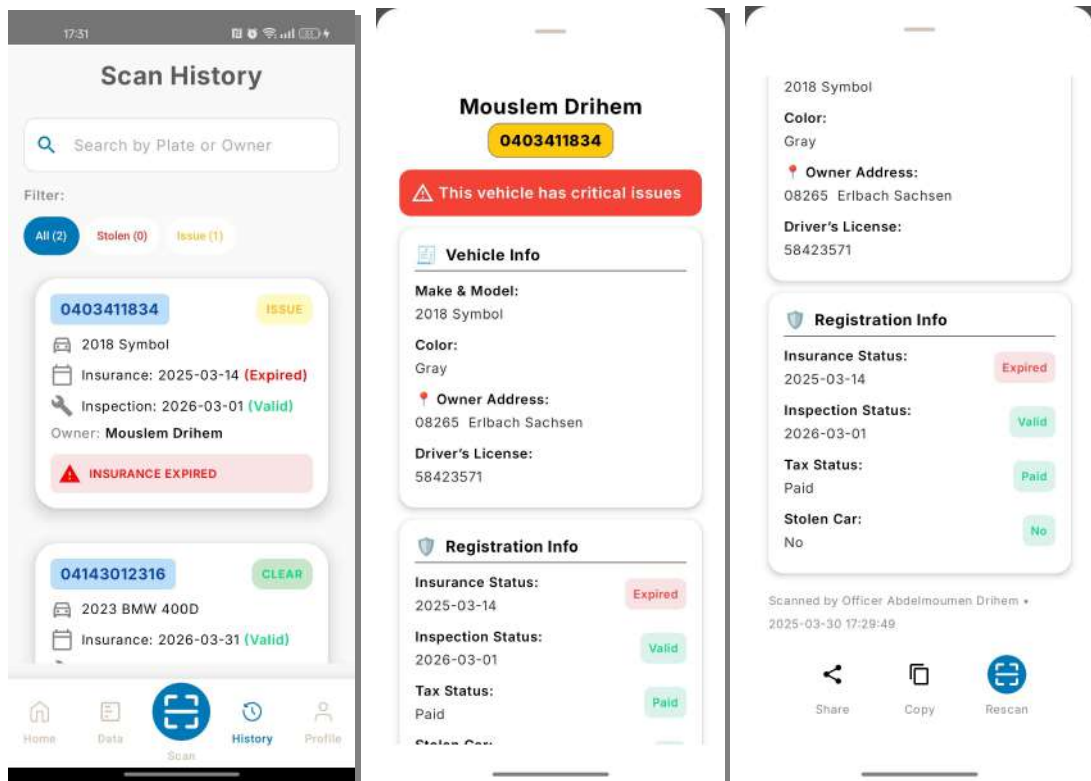 17:31
Scan History
Search by Plate or Owner
Filter:
All (2) Stolen (0) Issue (1)
0403411834 ISSUE
2018 Symbol
Insurance: 2025-03-14 (Expired)
Inspection: 2026-03-01 (Valid)
Owner: Mouslem Drihem
INSURANCE EXPIRED
04143012316 CLEAR
2023 BMW 400D
Insurance: 2026-03-31 (Valid)
Home Data Scan History Profile
Mouslem Drihem
0403411834
This vehicle has critical issues
Vehicle Info
Make & Model:
2018 Symbol
Color:
Gray
Owner Address:
08265 Erlbach Sachsen
Driver's License:
58423571
Registration Info
Insurance Status:
2025-03-14 Expired
Inspection Status:
2026-03-01 Valid
Tax Status:
Paid Paid
Stolen Car:
2018 Symbol
Color:
Gray
Owner Address:
08265 Erlbach Sachsen
Driver's License:
58423571
Registration Info
Insurance Status:
2025-03-14 Expired
Inspection Status:
2026-03-01 Valid
Tax Status:
Paid Paid
Stolen Car:
No No
Scanned by Officer Abdelmoumen Drihem •
2025-03-30 17:29:49
Share Copy Rescan